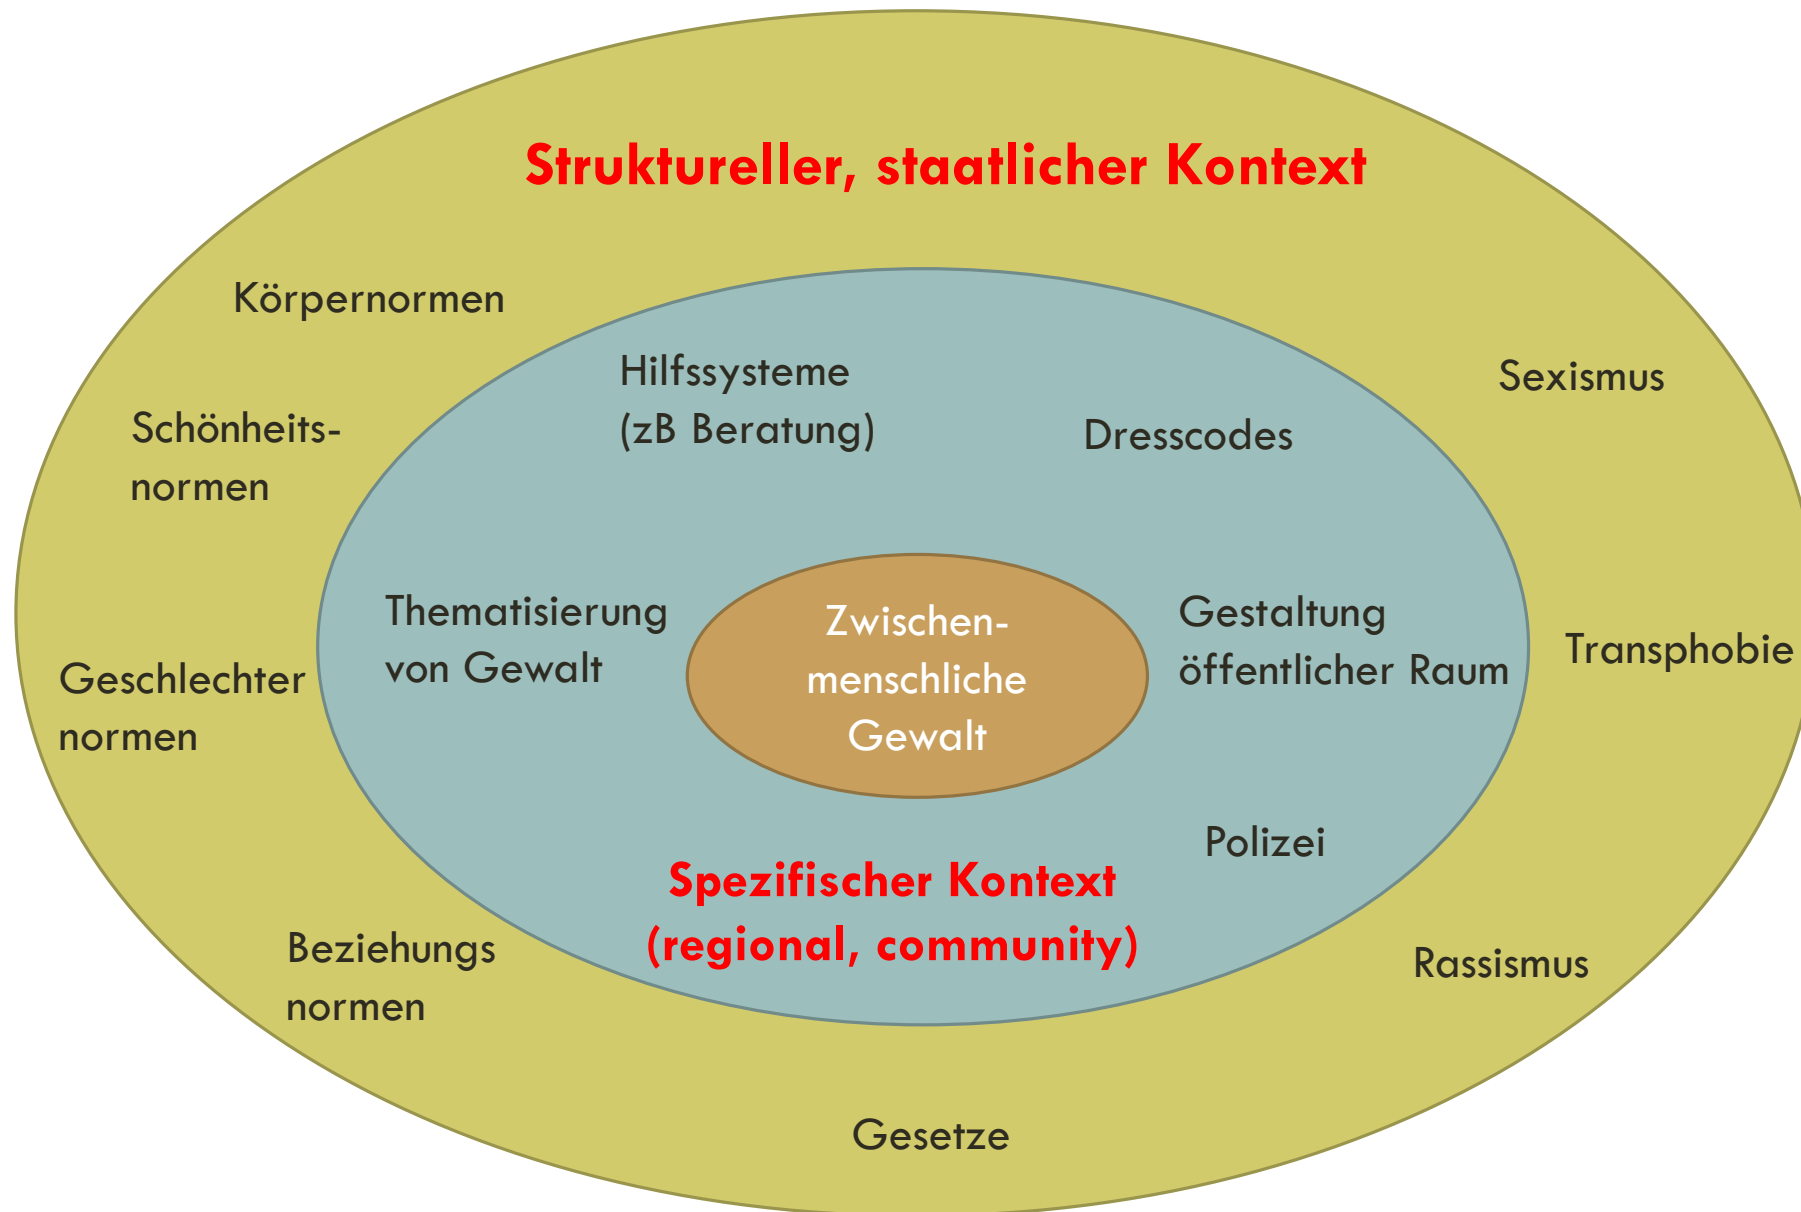 Struktureller, staatlicher Kontext
Körpernormen
Hilfssysteme
(zB Beratung)
Sexismus
Schönheits-
normen
Dresscodes
Thematisierung
von Gewalt
Zwischen-
menschliche
Gewalt
Gestaltung
öffentlicher Raum
Transphobie
Geschlechter
normen
Polizei
Spezifischer Kontext
(regional, community)
Beziehungs
normen
Rassismus
Gesetze